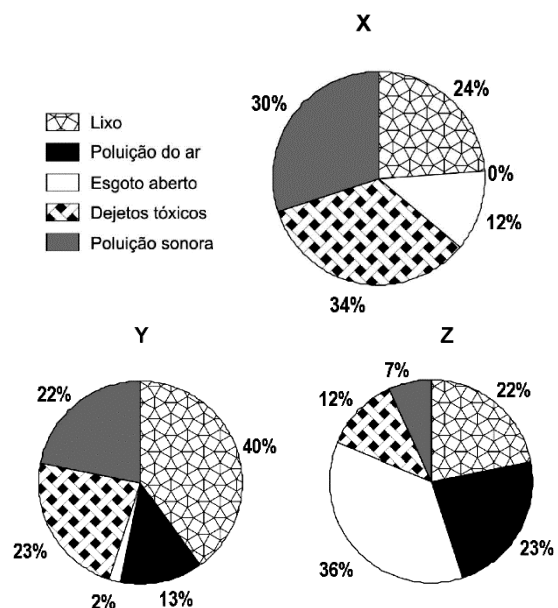 X
30%
24%
0%
12%
34%
Lixo
Poluição do ar
Esgoto aberto
Dejetos tóxicos
Poluição sonora
Y
22%
40%
23%
2%
13%
Z
7%
12%
22%
36%
23%